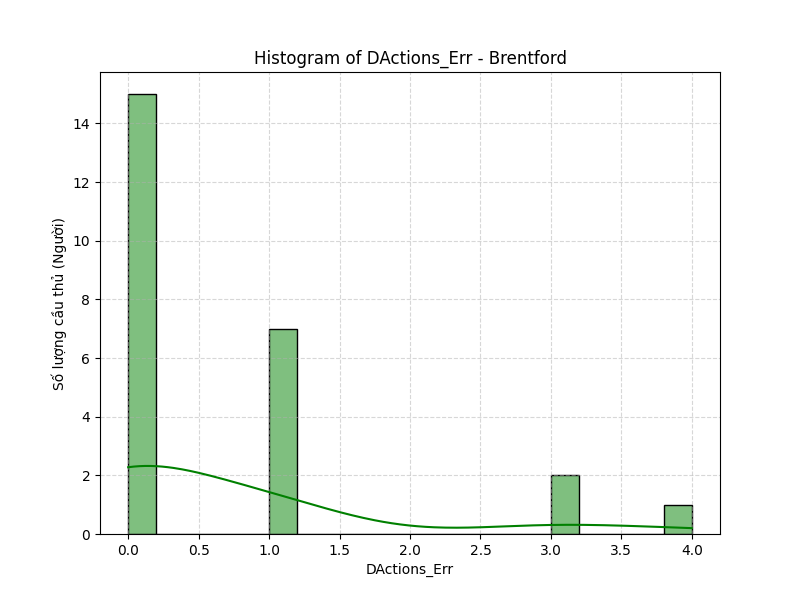 Histogram of DActions_Err - Brentford
Số lượng cầu thủ (Người)
14
12
10
8
6
4
2
0
0.0 0.5 1.0 1.5 2.0 2.5 3.0 3.5 4.0
DActions_Err